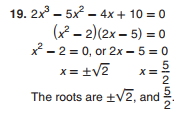 19. 2x³ – 5x² – 4x + 10 = 0
(x² – 2)(2x – 5) = 0
x² – 2 = 0, or 2x – 5 = 0
x = ±√2 x = 5/2
The roots are ±√2, and 5/2.